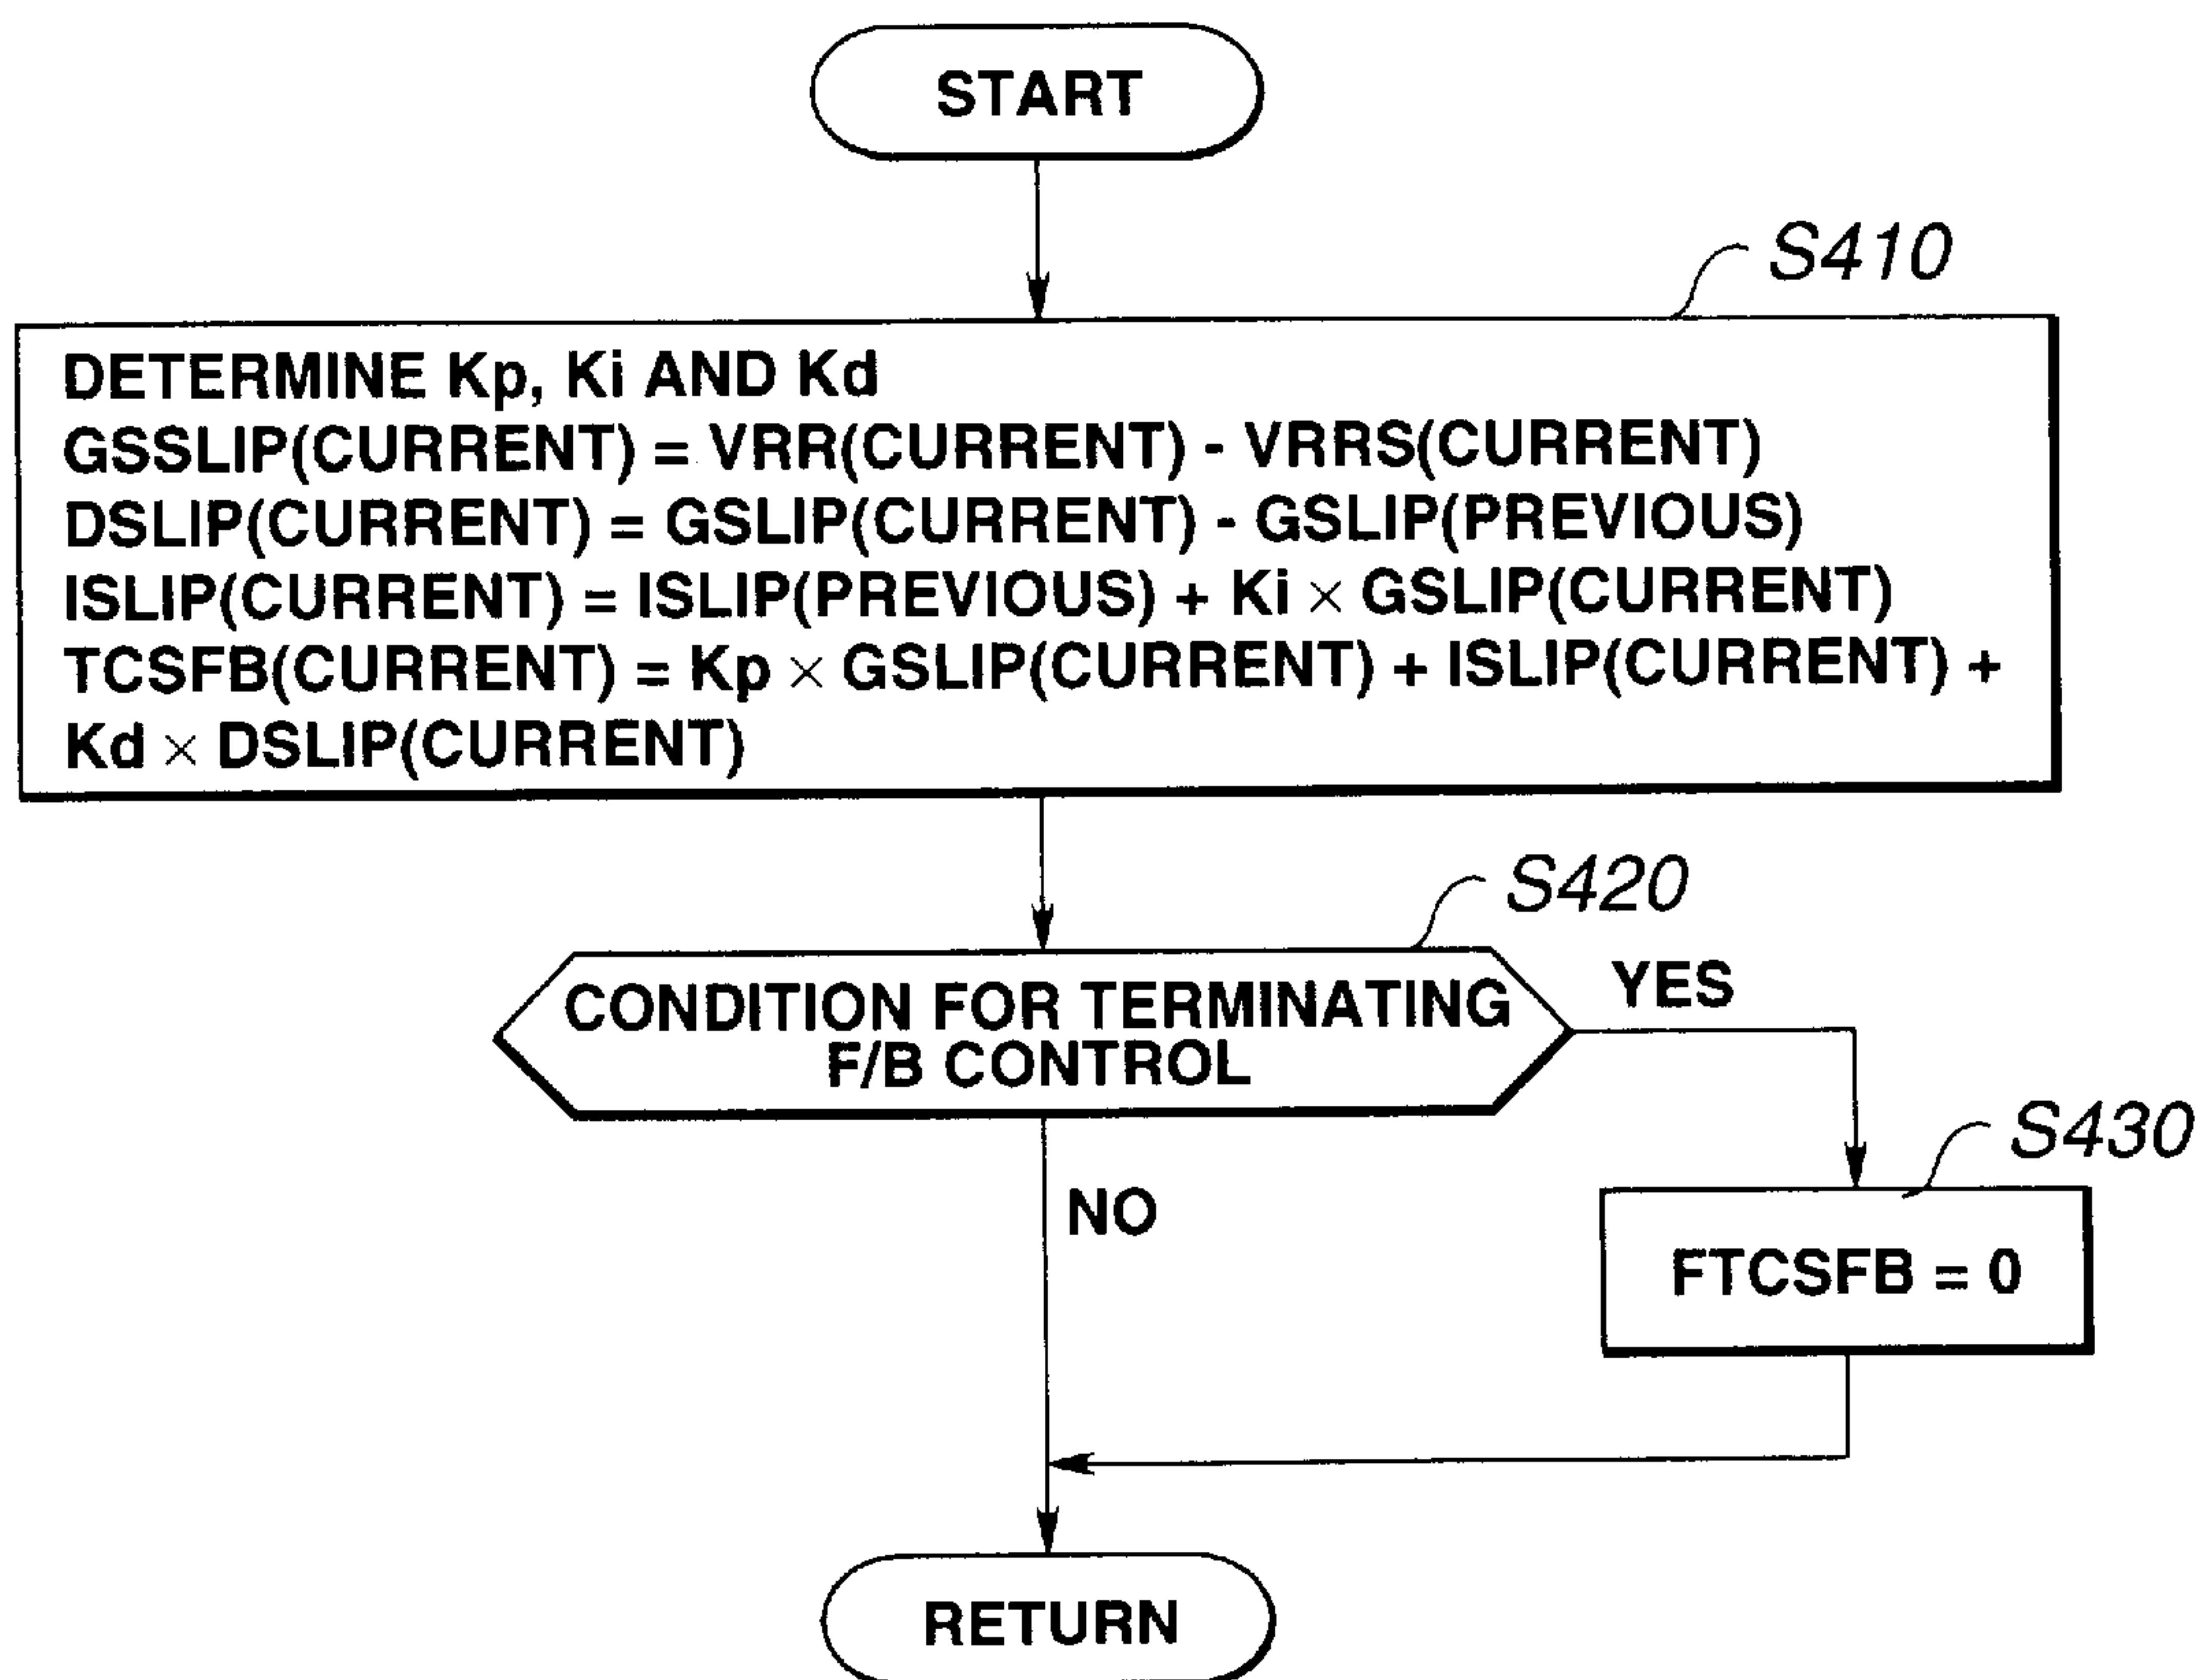 START
S410
DETERMINE Kp, Ki AND Kd
GSSLIP(CURRENT) = VRR(CURRENT) - VRRS(CURRENT)
DSLIP(CURRENT) = GSLIP(CURRENT) - GSLIP(PREVIOUS)
ISLIP(CURRENT) = ISLIP(PREVIOUS) + Ki × GSLIP(CURRENT)
TCSFB(CURRENT) = Kp × GSLIP(CURRENT) + ISLIP(CURRENT) +
Kd × DSLIP(CURRENT)
S420
CONDITION FOR TERMINATING
F/B CONTROL
YES
S430
NO
FTCSFB = 0
RETURN